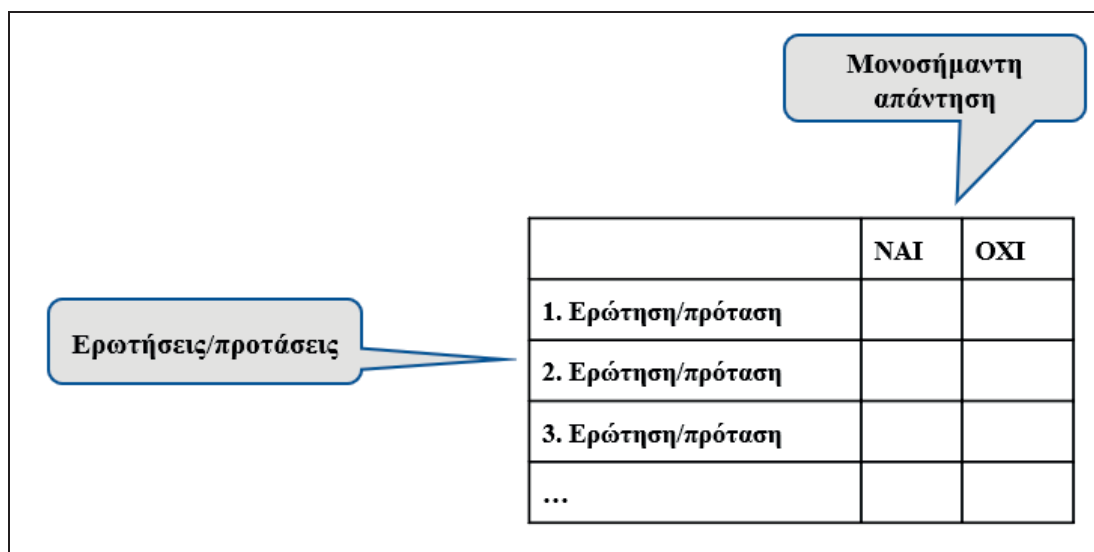 Μονοσήμαντη
απάντηση
ΝΑΙ ΟΧΙ
1. Ερώτηση/πρόταση
Ερωτήσεις/προτάσεις
2. Ερώτηση/πρόταση
3. Ερώτηση/πρόταση
…